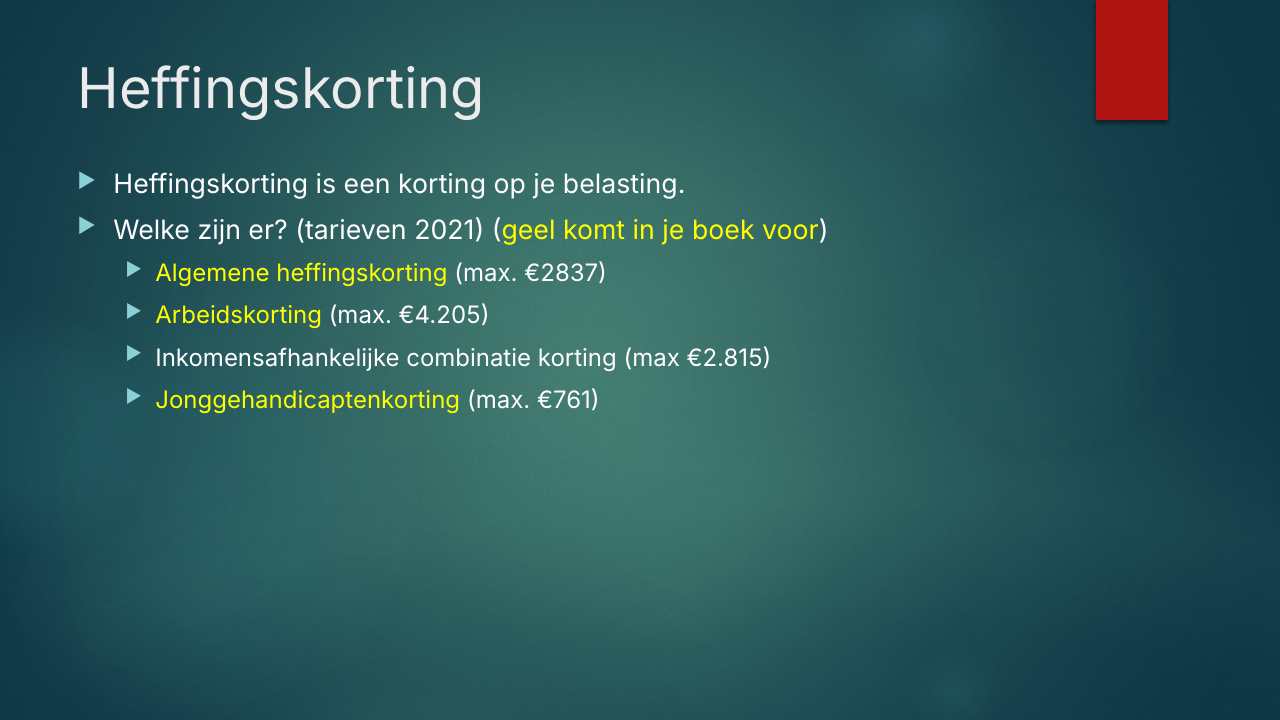 Heffingskorting
Heffingskorting is een korting op je belasting.
Welke zijn er? (tarieven 2021) (geel komt in je boek voor)
Algemene heffingskorting (max. €2837)
Arbeidskorting (max. €4.205)
Inkomensafhankelijke combinatie korting (max €2.815)
Jonggehandicaptenkorting (max. €761)